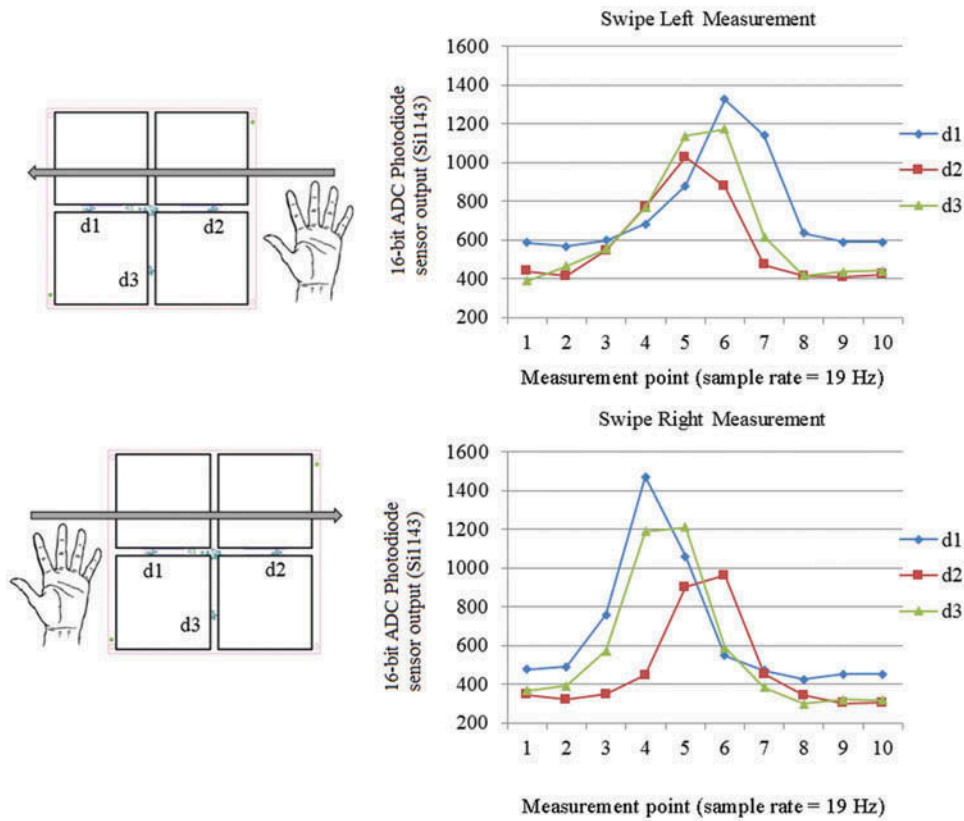 Swipe Left Measurement
16-bit ADC Photodiode
sensor output (Si1143)
1600
1400
1200
1000
800
600
400
200
1 2 3 4 5 6 7 8 9 10
Measurement point (sample rate = 19 Hz)
d1
d2
d3
d1
d2
d3
Swipe Right Measurement
16-bit ADC Photodiode
sensor output (Si1143)
1600
1400
1200
1000
800
600
400
200
1 2 3 4 5 6 7 8 9 10
Measurement point (sample rate = 19 Hz)
d1
d2
d3
d1
d2
d3